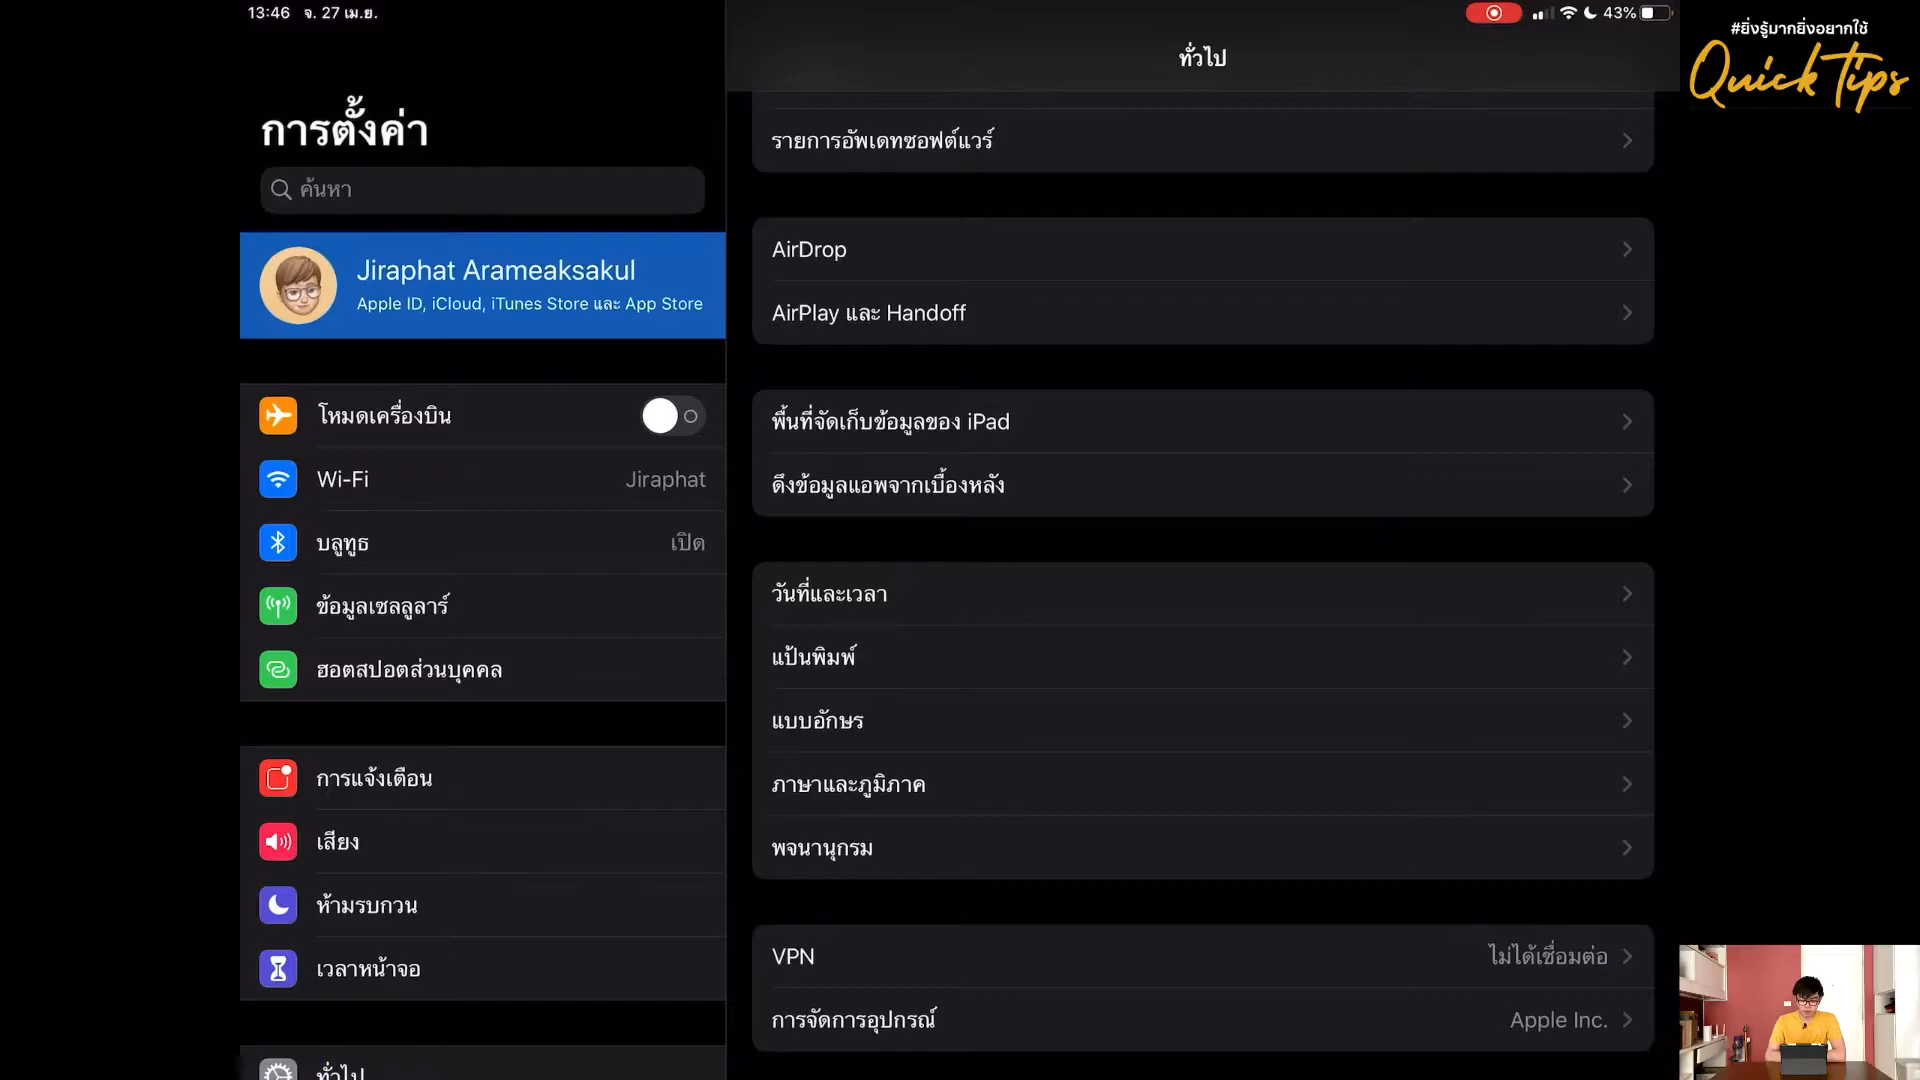 13:46 จ. 27 เม.ย.
43%
#ยิ่งรู้มากยิ่งอยากใช้
Quick Tips
การตั้งค่า
ค้นหา
Jiraphat Arameaksakul
Apple ID, iCloud, iTunes Store และ App Store
โหมดเครื่องบิน
Wi-Fi Jiraphat
บลูทูธ เปิด
ข้อมูลเซลลูลาร์
ฮอตสปอตส่วนบุคคล
การแจ้งเตือน
เสียง
ห้ามรบกวน
เวลาหน้าจอ
ทั่วไป
ทั่วไป
รายการอัพเดทซอฟต์แวร์
AirDrop
AirPlay และ Handoff
พื้นที่จัดเก็บข้อมูลของ iPad
ดึงข้อมูลแอพจากเบื้องหลัง
วันที่และเวลา
แป้นพิมพ์
แบบอักษร
ภาษาและภูมิภาค
พจนานุกรม
VPN ไม่ได้เชื่อมต่อ
การจัดการอุปกรณ์ Apple Inc.